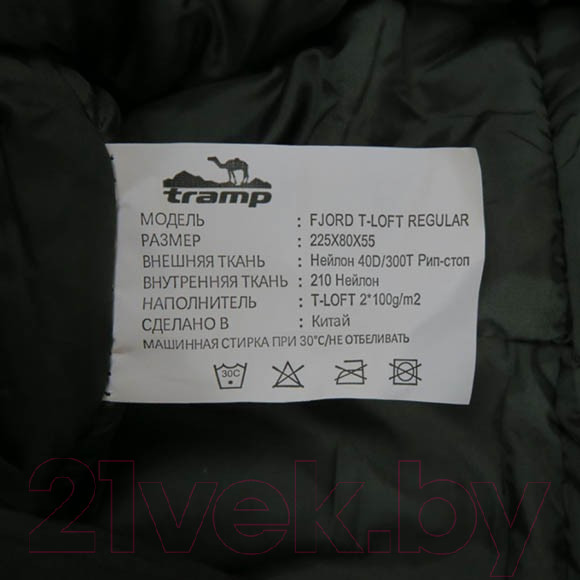 tramp
МОДЕЛЬ : FJORD T-LOFT REGULAR
РАЗМЕР : 225X80X55
ВНЕШНЯЯ ТКАНЬ : Нейлон 40D/300T Рип-стоп
ВНУТРЕННЯЯ ТКАНЬ : 210 Нейлон
НАПОЛНИТЕЛЬ : T-LOFT 2*100g/m2
СДЕЛАНО В : Китай
МАШИННАЯ СТИРКА ПРИ 30°C/НЕ ОТБЕЛИВАТЬ
30C
21vek.by